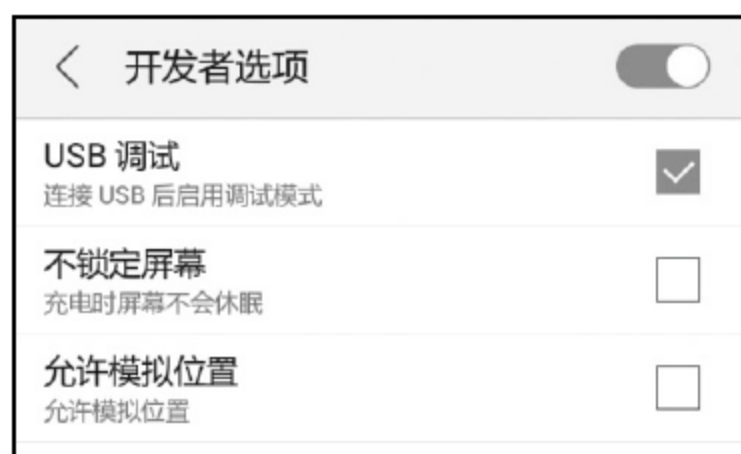 开发者选项
USB 调试
连接 USB 后启用调试模式
不锁定屏幕
充电时屏幕不会休眠
允许模拟位置
允许模拟位置